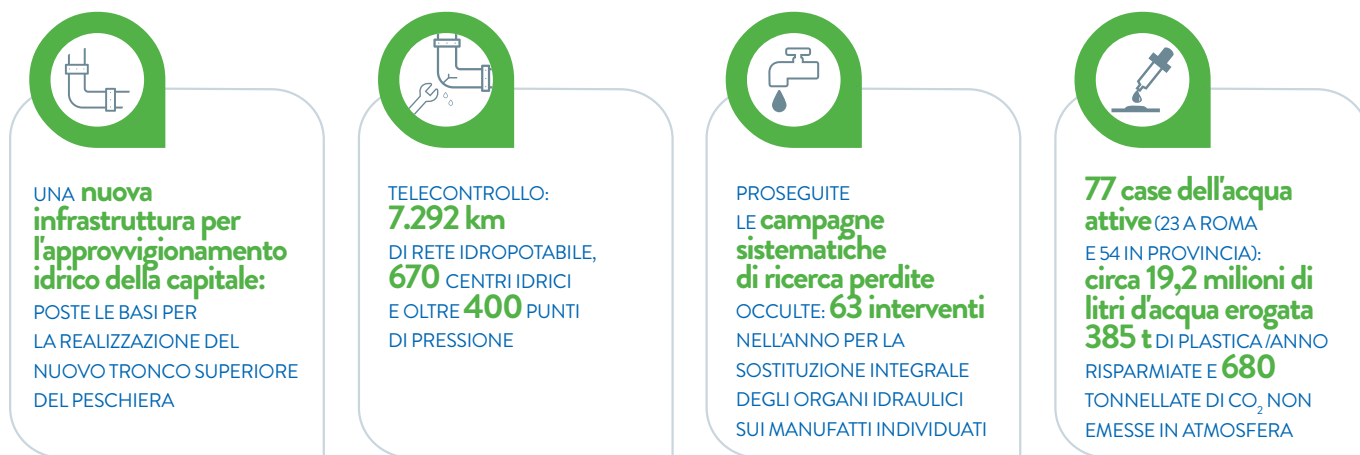 UNA nuova
infrastruttura per
l'approvvigionamento
idrico della capitale:
POSTE LE BASI PER
LA REALIZZAZIONE DEL
NUOVO TRONCO SUPERIORE
DEL PESCHIERA
TELECONTROLLO:
7.292 km
DI RETE IDROPOTABILE,
670 CENTRI IDRICI
E OLTRE 400 PUNTI
DI PRESSIONE
PROSEGUITE
LE campagne
sistematiche
di ricerca perdite
OCCULTE: 63 interventi
NELL'ANNO PER LA
SOSTITUZIONE INTEGRALE
DEGLI ORGANI IDRAULICI
SUI MANUFATTI INDIVIDUATI
77 case dell'acqua
attive (23 A ROMA
E 54 IN PROVINCIA):
circa 19,2 milioni di
litri d'acqua erogata
385 t DI PLASTICA /ANNO
RISPARMIATE E 680
TONNELLATE DI CO₂ NON
EMESSE IN ATMOSFERA